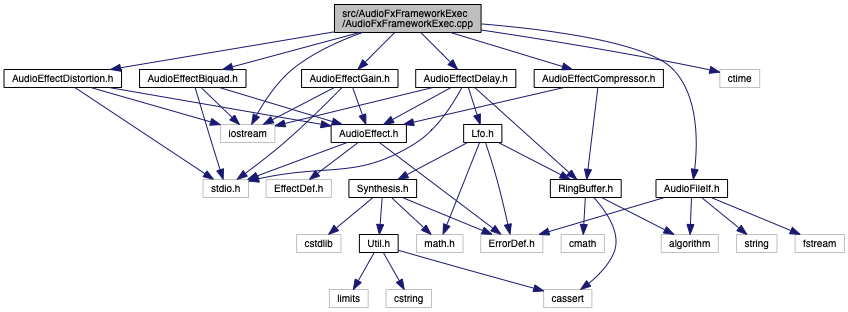 src/AudioFxFrameworkExec
/AudioFxFrameworkExec.cpp
AudioEffectDistortion.h
AudioEffectBiquad.h
AudioEffectGain.h
AudioEffectDelay.h
AudioEffectCompressor.h
ctime
iostream
AudioEffect.h
Lfo.h
stdio.h
EffectDef.h
Synthesis.h
RingBuffer.h
AudioFileIf.h
cstdlib
Util.h
math.h
ErrorDef.h
cmath
algorithm
string
fstream
limits
cstring
cassert